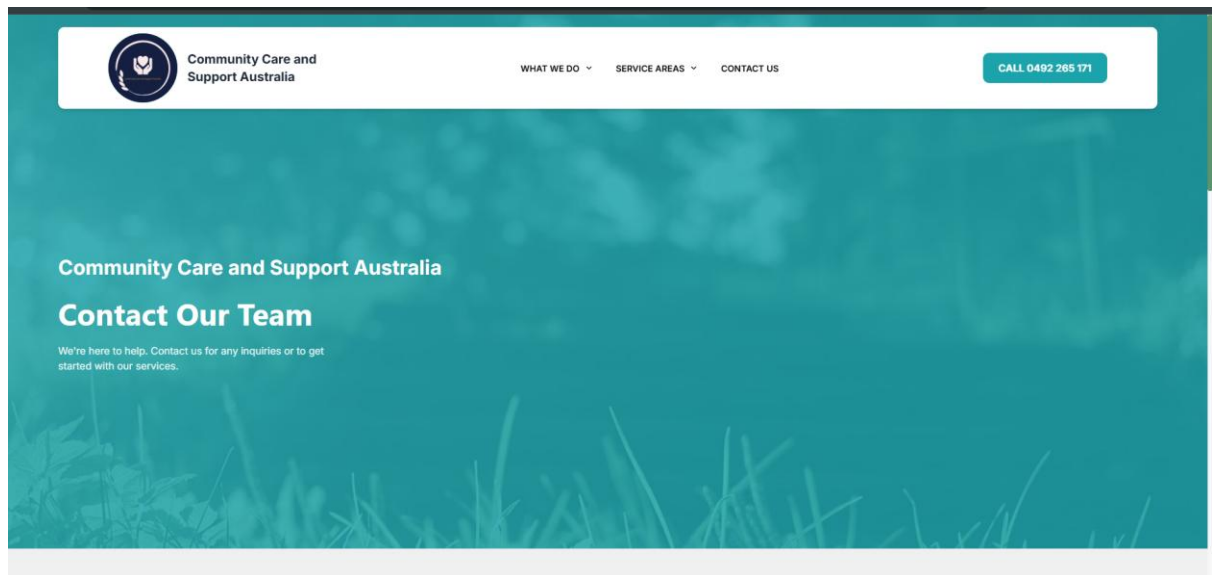 Community Care and
Support Australia
WHAT WE DO
SERVICE AREAS
CONTACT US
CALL 0492 265 171
Community Care and Support Australia
Contact Our Team
We're here to help. Contact us for any inquiries or to get
started with our services.